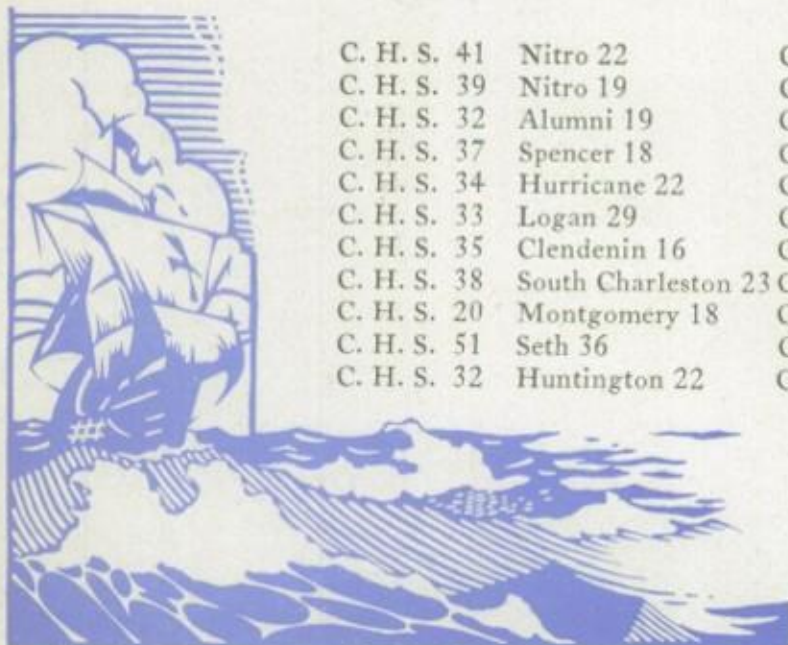 C. H. S. 41 Nitro 22 C
C. H. S. 39 Nitro 19 C
C. H. S. 32 Alumni 19 C
C. H. S. 37 Spencer 18 C
C. H. S. 34 Hurricane 22 C
C. H. S. 33 Logan 29 C
C. H. S. 35 Clendenin 16 C
C. H. S. 38 South Charleston 23 C
C. H. S. 20 Montgomery 18 C
C. H. S. 51 Seth 36 C
C. H. S. 32 Huntington 22 C